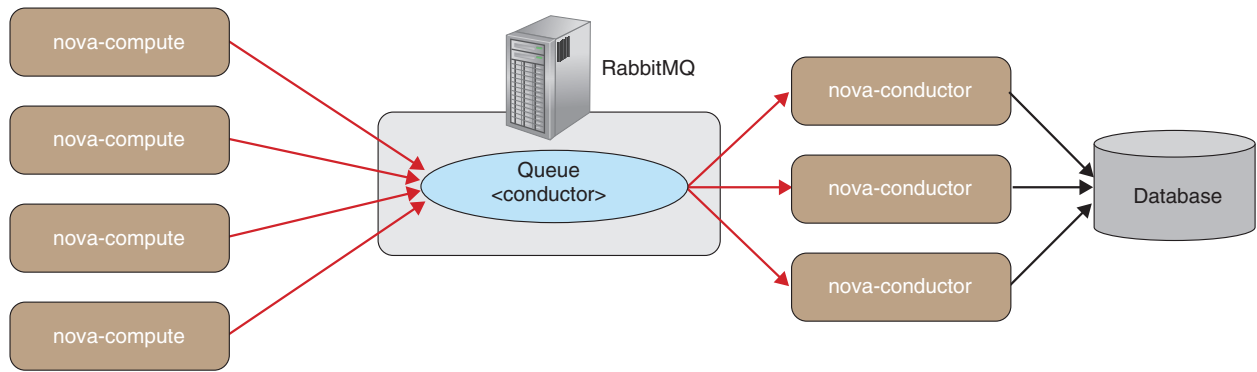 nova-compute
nova-compute
nova-compute
nova-compute
RabbitMQ
Queue
<conductor>
nova-conductor
nova-conductor
nova-conductor
Database